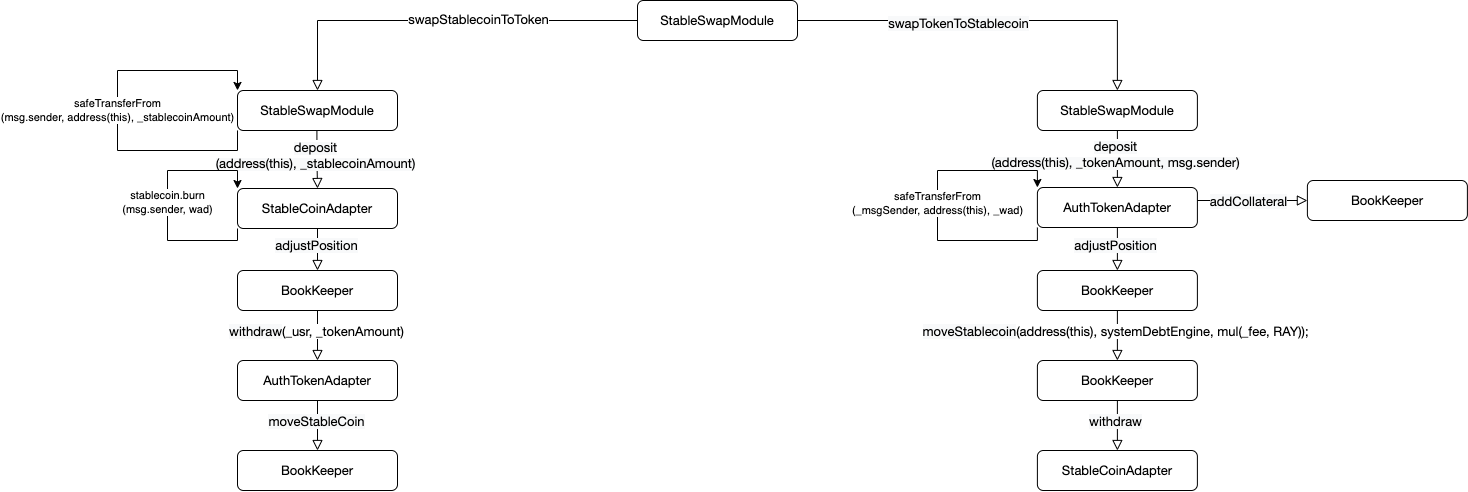 StableSwapModule
swapStablecoinToToken
swapTokenToStablecoin
safeTransferFrom
(msg.sender, address(this), _stablecoinAmount)
StableSwapModule
deposit
(address(this), _stablecoinAmount)
stablecoin.burn
(msg.sender, wad)
StableCoinAdapter
adjustPosition
BookKeeper
withdraw(_usr, _tokenAmount)
AuthTokenAdapter
moveStableCoin
BookKeeper
StableSwapModule
deposit
(address(this), _tokenAmount, msg.sender)
safeTransferFrom
(_msgSender, address(this), _wad)
AuthTokenAdapter
addCollateral
BookKeeper
adjustPosition
BookKeeper
moveStablecoin(address(this), systemDebtEngine, mul(_fee, RAY));
BookKeeper
withdraw
StableCoinAdapter